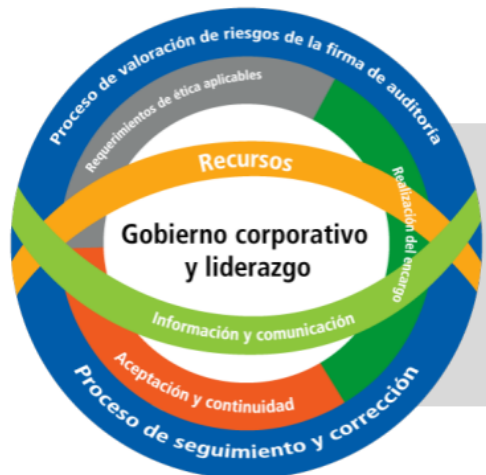 Proceso de valoración de riesgos de la firma de auditoría
Requerimientos de ética aplicables
Recursos
Realización del encargo
Gobierno corporativo
y liderazgo
Información y comunicación
Aceptación y continuidad
Proceso de seguimiento y corrección